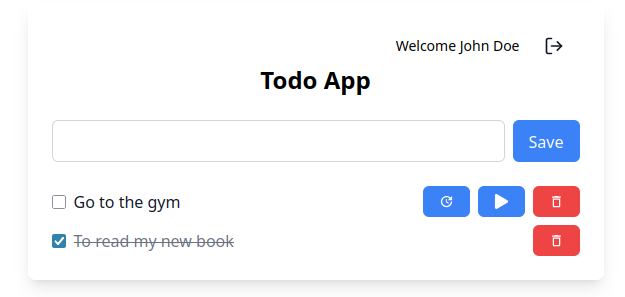 Welcome John Doe
Todo App
Save
Go to the gym
To read my new book